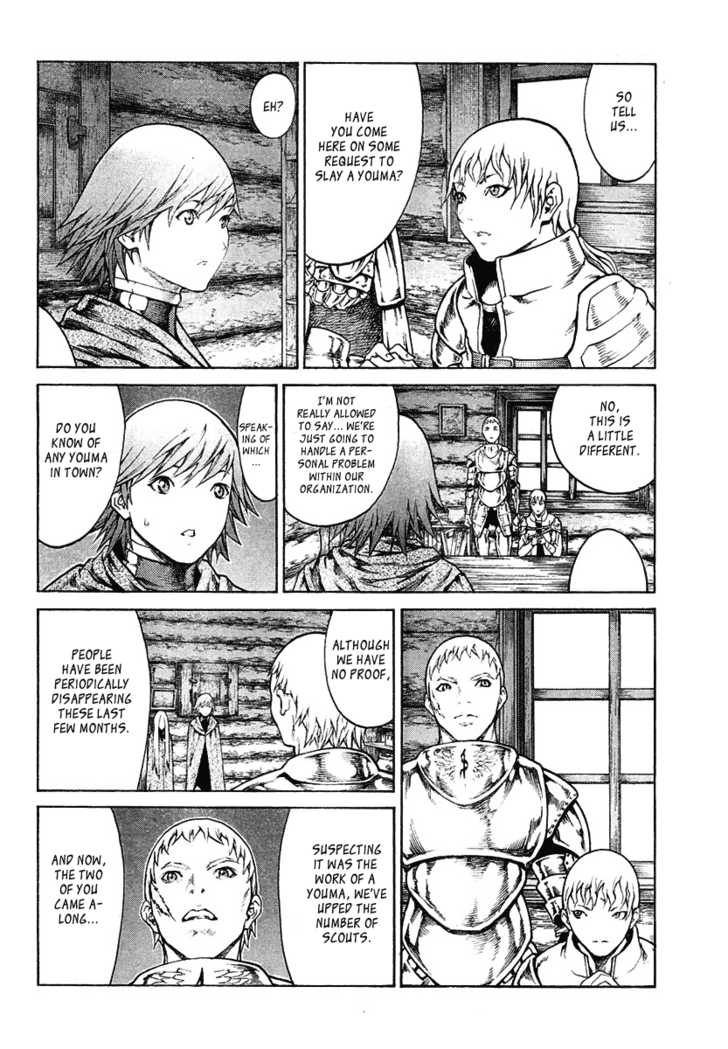 SO
TELL
US...
HAVE
YOU COME
HERE ON SOME
REQUEST TO
SLAY A YOUMA?
EH?
NO,
THIS IS
A LITTLE
DIFFERENT.
I'M NOT
REALLY ALLOWED
TO SAY... WE'RE
JUST GOING TO
HANDLE A PER-
SONAL PROBLEM
WITHIN OUR
ORGANIZATION.
SPEAK-
ING OF
WHICH
...
DO YOU
KNOW OF
ANY YOUMA
IN TOWN?
ALTHOUGH
WE HAVE
NO PROOF,
PEOPLE
HAVE BEEN
PERIODICALLY
DISAPPEARING
THESE LAST
FEW MONTHS.
SUSPECTING
IT WAS THE
WORK OF A
YOUMA, WE'VE
UPPED THE
NUMBER OF
SCOUTS.
AND NOW,
THE TWO
OF YOU
CAME A-
LONG...